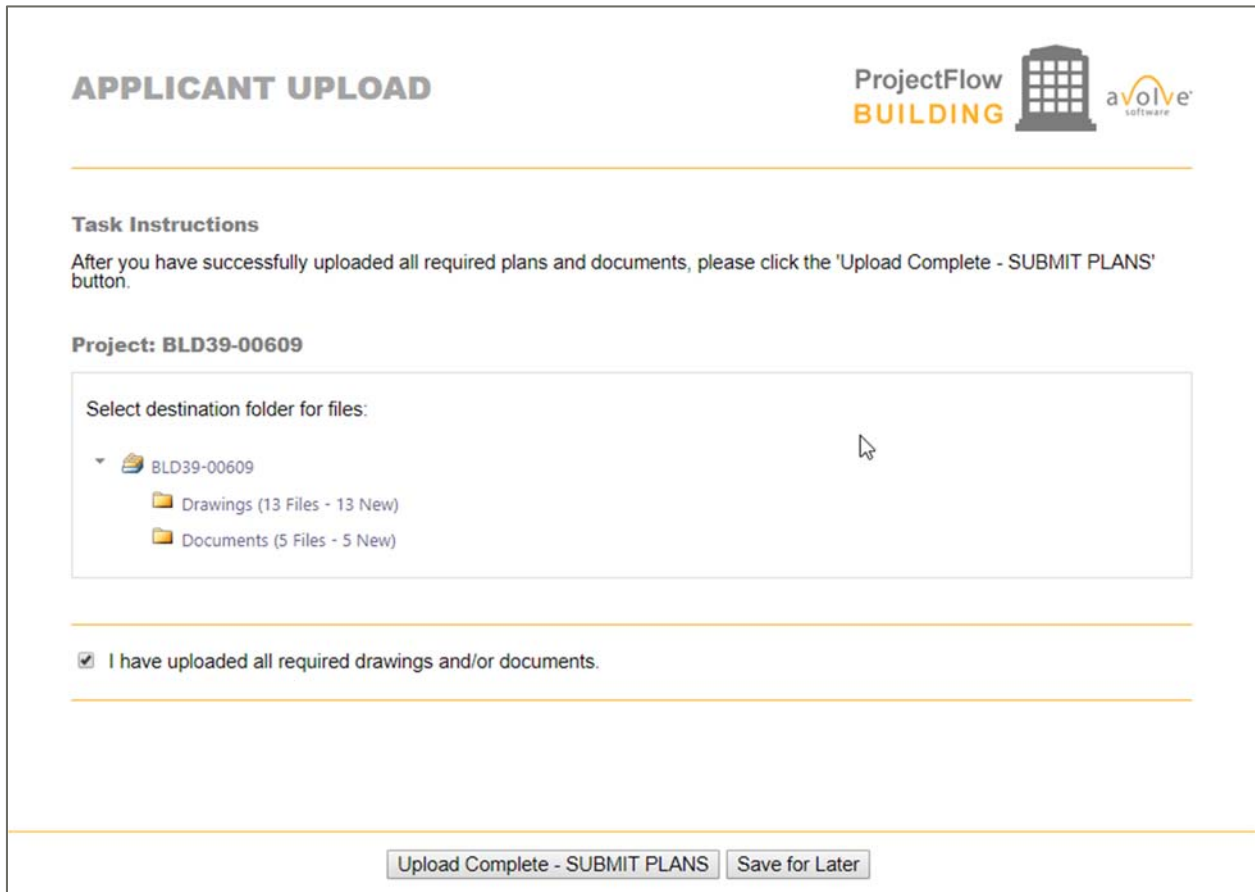 APPLICANT UPLOAD
ProjectFlow
BUILDING
avolve
software
Task Instructions
After you have successfully uploaded all required plans and documents, please click the 'Upload Complete - SUBMIT PLANS'
button.
Project: BLD39-00609
Select destination folder for files:
BLD39-00609
Drawings (13 Files - 13 New)
Documents (5 Files - 5 New)
I have uploaded all required drawings and/or documents.
Upload Complete - SUBMIT PLANS
Save for Later